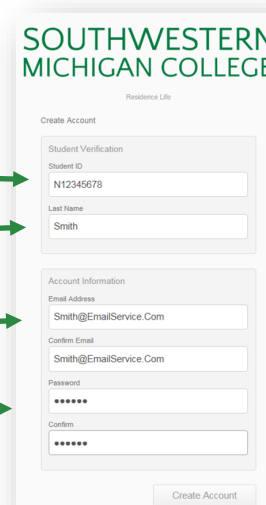 SOUTHWESTERN
MICHIGAN COLLEGE
Residence Life
Create Account
Student Verification
Student ID
N12345678
Last Name
Smith
Account Information
Email Address
Smith@EmailService.Com
Confirm Email
Smith@EmailService.Com
Password
••••••
Confirm
••••••
Create Account